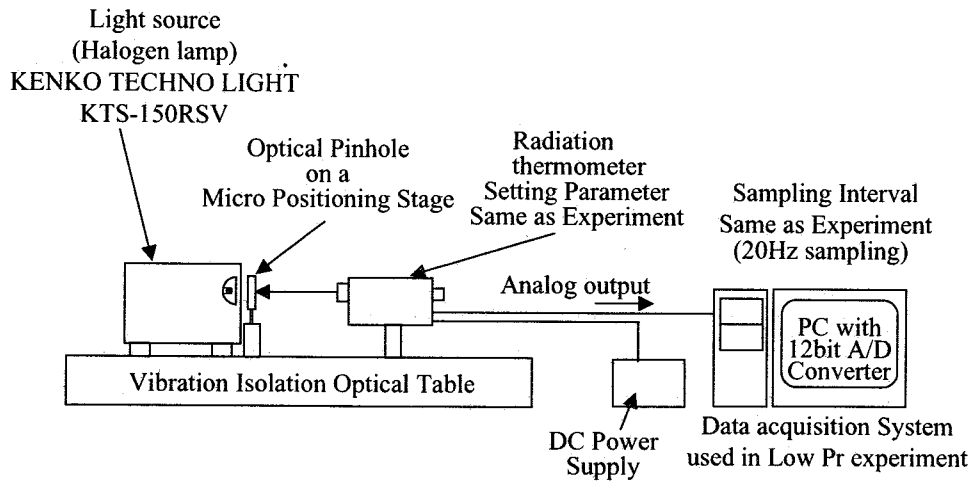 Light source
(Halogen lamp)
KENKO TECHNO LIGHT
KTS-150RSV
Optical Pinhole
on a
Micro Positioning Stage
Radiation
thermometer
Setting Parameter
Same as Experiment
Sampling Interval
Same as Experiment
(20Hz sampling)
Analog output
PC with
12bit A/D
Converter
Vibration Isolation Optical Table
DC Power
Supply
Data acquisition System
used in Low Pr experiment